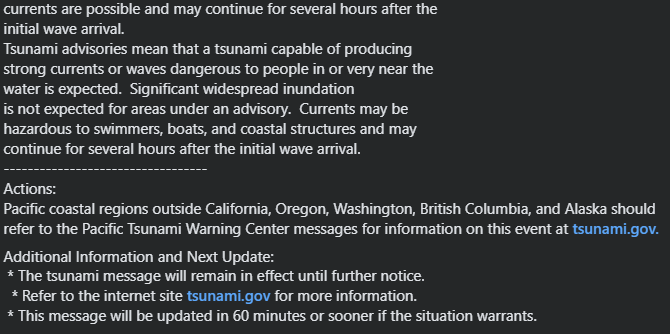 currents are possible and may continue for several hours after the
initial wave arrival.
Tsunami advisories mean that a tsunami capable of producing
strong currents or waves dangerous to people in or very near the
water is expected.  Significant widespread inundation
is not expected for areas under an advisory.  Currents may be
hazardous to swimmers, boats, and coastal structures and may
continue for several hours after the initial wave arrival.
----------------------------------
Actions:
Pacific coastal regions outside California, Oregon, Washington, British Columbia, and Alaska should
refer to the Pacific Tsunami Warning Center messages for information on this event at tsunami.gov.
Additional Information and Next Update:
* The tsunami message will remain in effect until further notice.
* Refer to the internet site tsunami.gov for more information.
* This message will be updated in 60 minutes or sooner if the situation warrants.